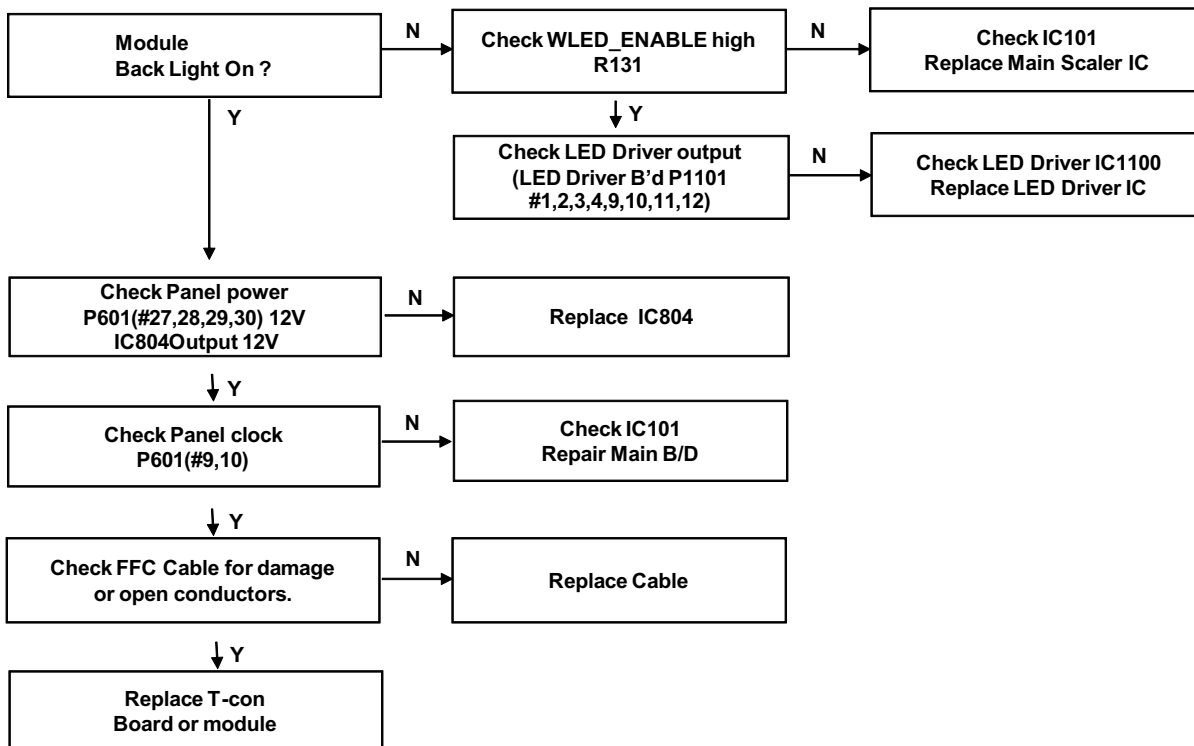 Module
Back Light On ?
N
Check WLED_ENABLE high
R131
N
Check IC101
Replace Main Scaler IC
Y
Y
Check LED Driver output
(LED Driver B’d P1101
#1,2,3,4,9,10,11,12)
N
Check LED Driver IC1100
Replace LED Driver IC
Check Panel power
P601(#27,28,29,30) 12V
IC804Output 12V
N
Replace IC804
Y
Check Panel clock
P601(#9,10)
N
Check IC101
Repair Main B/D
Y
Check FFC Cable for damage
or open conductors.
N
Replace Cable
Y
Replace T-con
Board or module